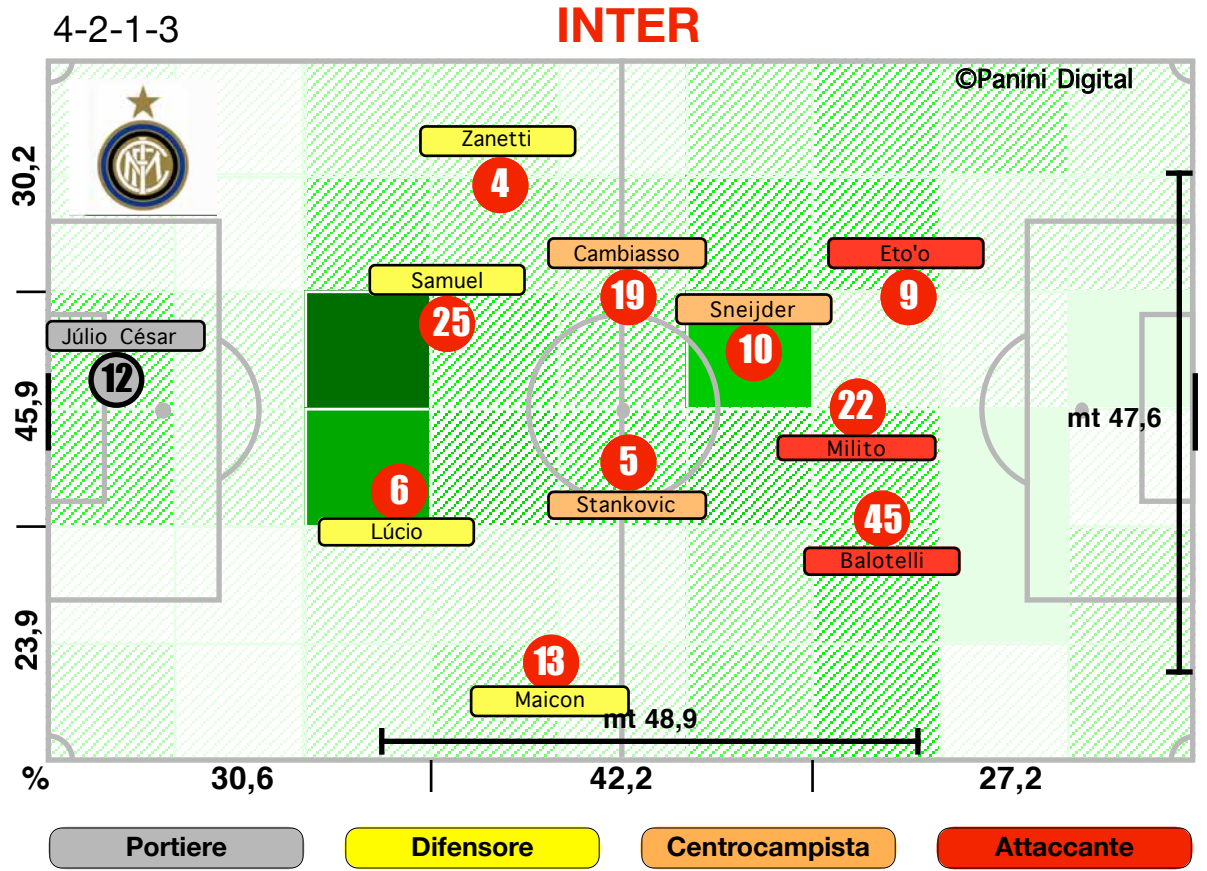 4-2-1-3
INTER
©Panini Digital
Zanetti
4
30,2
Cambiasso
Eto'o
Samuel
19
9
Sneijder
25
Júlio César
10
12
45,9
22
mt 47,6
Milito
5
6
Stankovic
45
Lúcio
Balotelli
23,9
13
Maicon
mt 48,9
%
30,6
42,2
27,2
Portiere
Difensore
Centrocampista
Attaccante